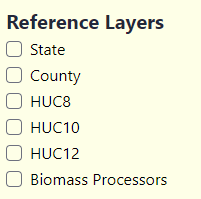 Reference Layers
State
County
HUC8
HUC10
HUC12
Biomass Processors